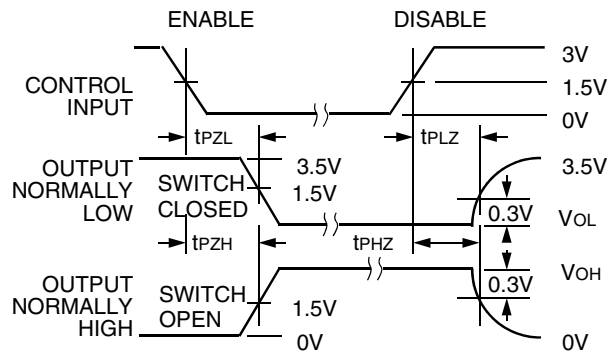 ENABLE DISABLE
3V
CONTROL INPUT 1.5V
0V
tPZL tPLZ
OUTPUT NORMALLY LOW
3.5V 3.5V
SWITCH CLOSED 1.5V
0.3V VOL
tPZH tPHZ
OUTPUT NORMALLY HIGH
SWITCH OPEN
0.3V VOH
1.5V
0V 0V